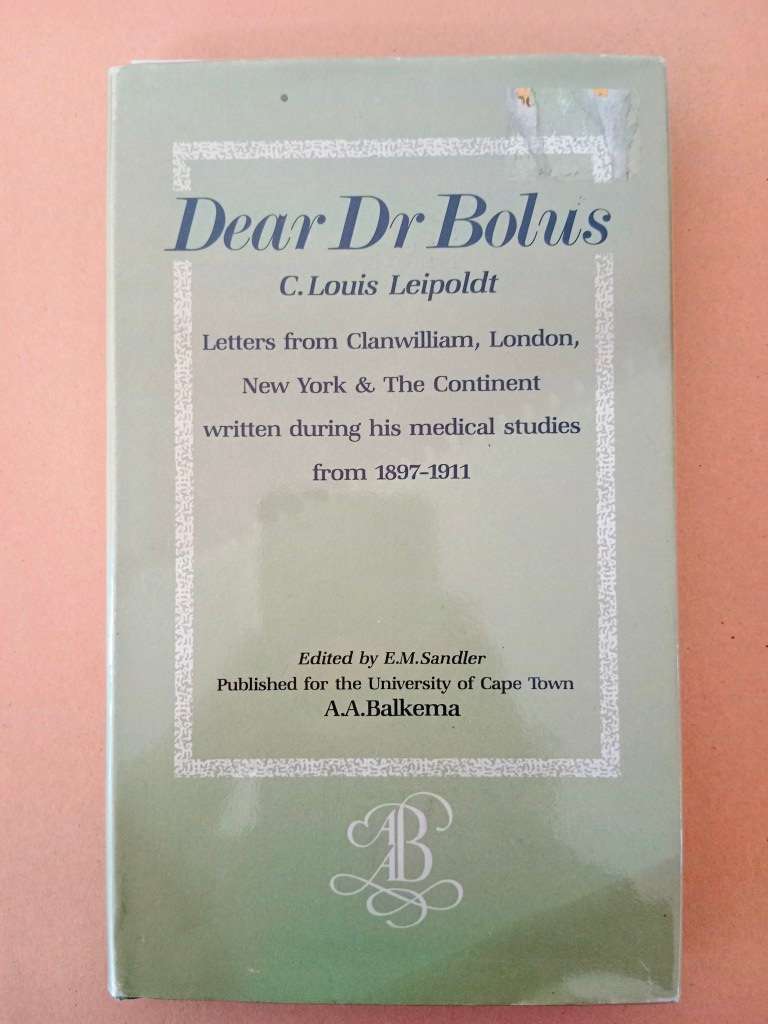 Dear Dr Bolus
C. Louis Leipoldt
Letters from Clanwilliam, London,
New York & The Continent
written during his medical studies
from 1897-1911
Edited by E.M.Sandler
Published for the University of Cape Town
A.A.Balkema
AAB